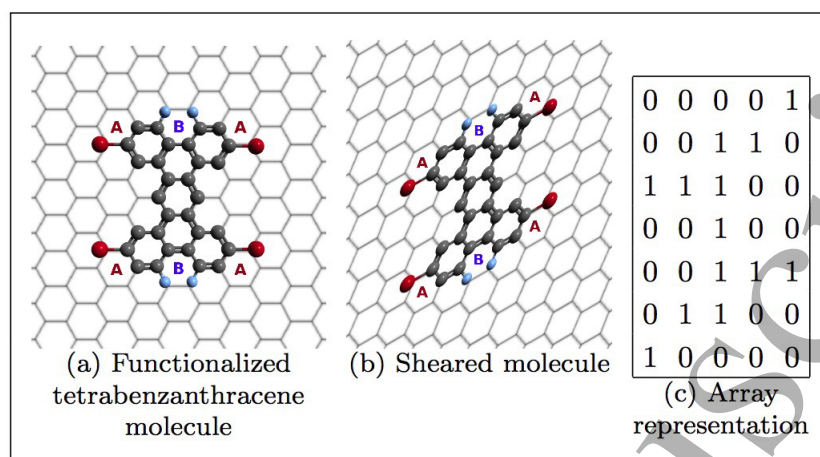 A B A
A B A
A
B
A
A
B
A
0 0 0 0 1
0 0 1 1 0
1 1 1 0 0
0 0 1 0 0
0 0 1 1 1
0 1 1 0 0
1 0 0 0 0
(a) Functionalized
tetrabenzanthracene
molecule
(b) Sheared molecule
(c) Array
representation